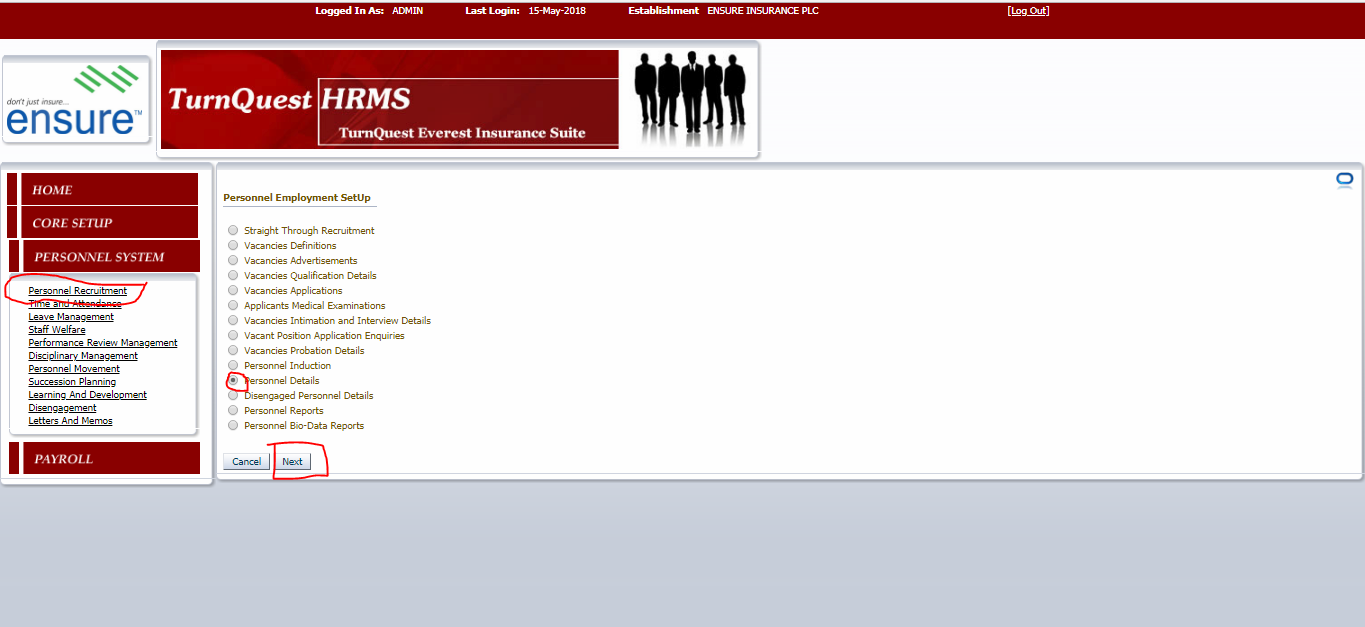 Logged In As: ADMIN Last Login: 15-May-2018 Establishment ENSURE INSURANCE PLC [Log Out]
don't just insure...
ensure™
TurnQuest HRMS
TurnQuest Everest Insurance Suite
HOME
CORE SETUP
PERSONNEL SYSTEM
Personnel Recruitment
Time and Attendance
Leave Management
Staff Welfare
Performance Review Management
Disciplinary Management
Personnel Movement
Succession Planning
Learning And Development
Disengagement
Letters And Memos
PAYROLL
Personnel Employment SetUp
Straight Through Recruitment
Vacancies Definitions
Vacancies Advertisements
Vacancies Qualification Details
Vacancies Applications
Applicants Medical Examinations
Vacancies Intimation and Interview Details
Vacant Position Application Enquiries
Vacancies Probation Details
Personnel Induction
Personnel Details
Disengaged Personnel Details
Personnel Reports
Personnel Bio-Data Reports
Cancel Next